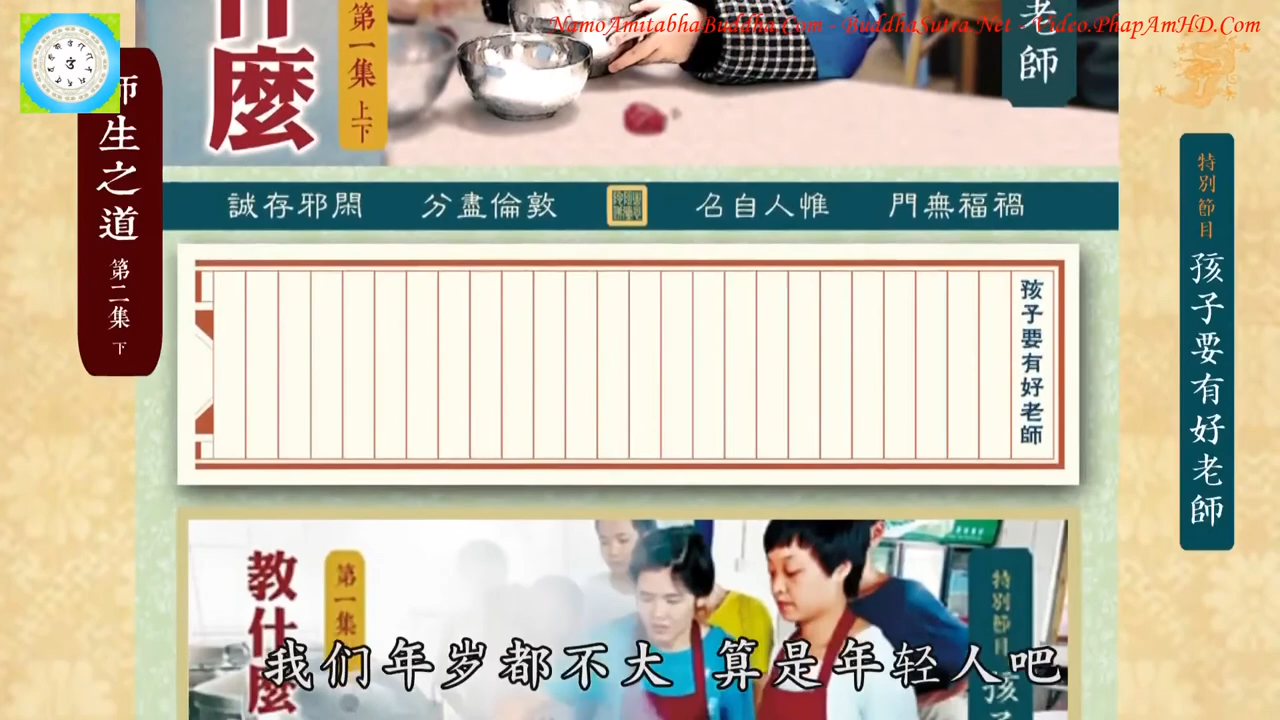 NamoAmitabhaBuddha.Com - BuddhaSutra.Net - Video.PhapAmHD.Com
什麼
第一集上下
老師
師生之道
第二集 下
誠存邪閑 分盡倫敦 召自人惟 門無福禍
特別節目
孩子要有好老師
孩子要有好老師
教什麼
第一集
特別節目
孩子
我们年岁都不大 算是年轻人吧